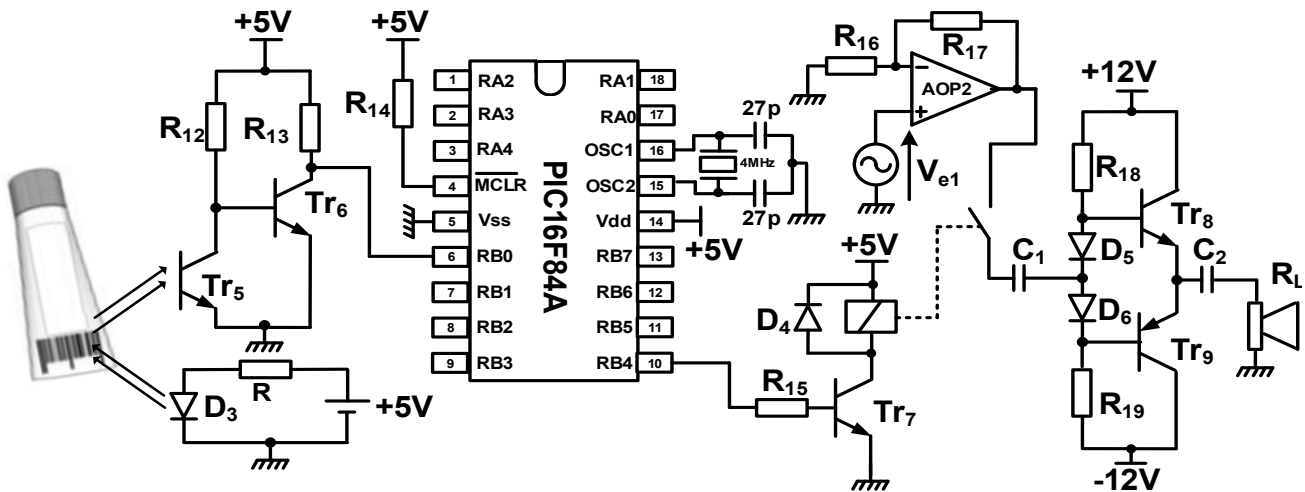 +5V
R12
R13
Tr6
Tr5
D3
R
+5V
+5V
R14
PIC16F84A
1 RA2
2 RA3
3 RA4
4 MCLR
5 Vss
6 RB0
7 RB1
8 RB2
9 RB3
RA1 18
RA0 17
OSC1 16
OSC2 15
Vdd 14
RB7 13
RB6 12
RB5 11
RB4 10
27p
4MHz
27p
+5V
R16
R17
AOP2
Ve1
+5V
D4
R15
Tr7
C1
+12V
R18
Tr8
D5
D6
C2
RL
Tr9
R19
-12V